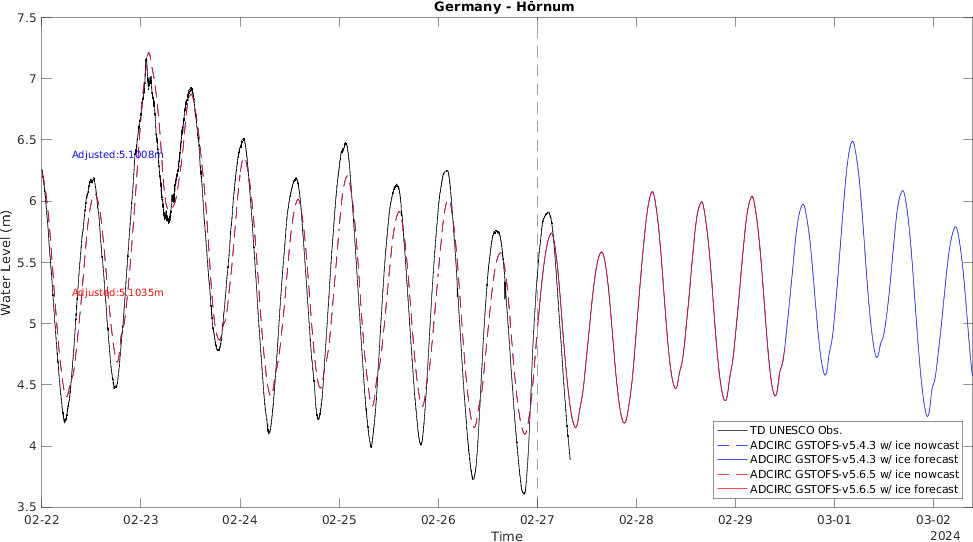 Germany - Hörnum
7.5
7
6.5
6
5.5
5
4.5
4
3.5
Water Level (m)
Adjusted:5.1008m
Adjusted:5.1035m
TD UNESCO Obs.
ADCIRC GSTOFS-v5.4.3 w/ ice nowcast
ADCIRC GSTOFS-v5.4.3 w/ ice forecast
ADCIRC GSTOFS-v5.6.5 w/ ice nowcast
ADCIRC GSTOFS-v5.6.5 w/ ice forecast
02-22 02-23 02-24 02-25 02-26 02-27 02-28 02-29 03-01 03-02
Time
2024